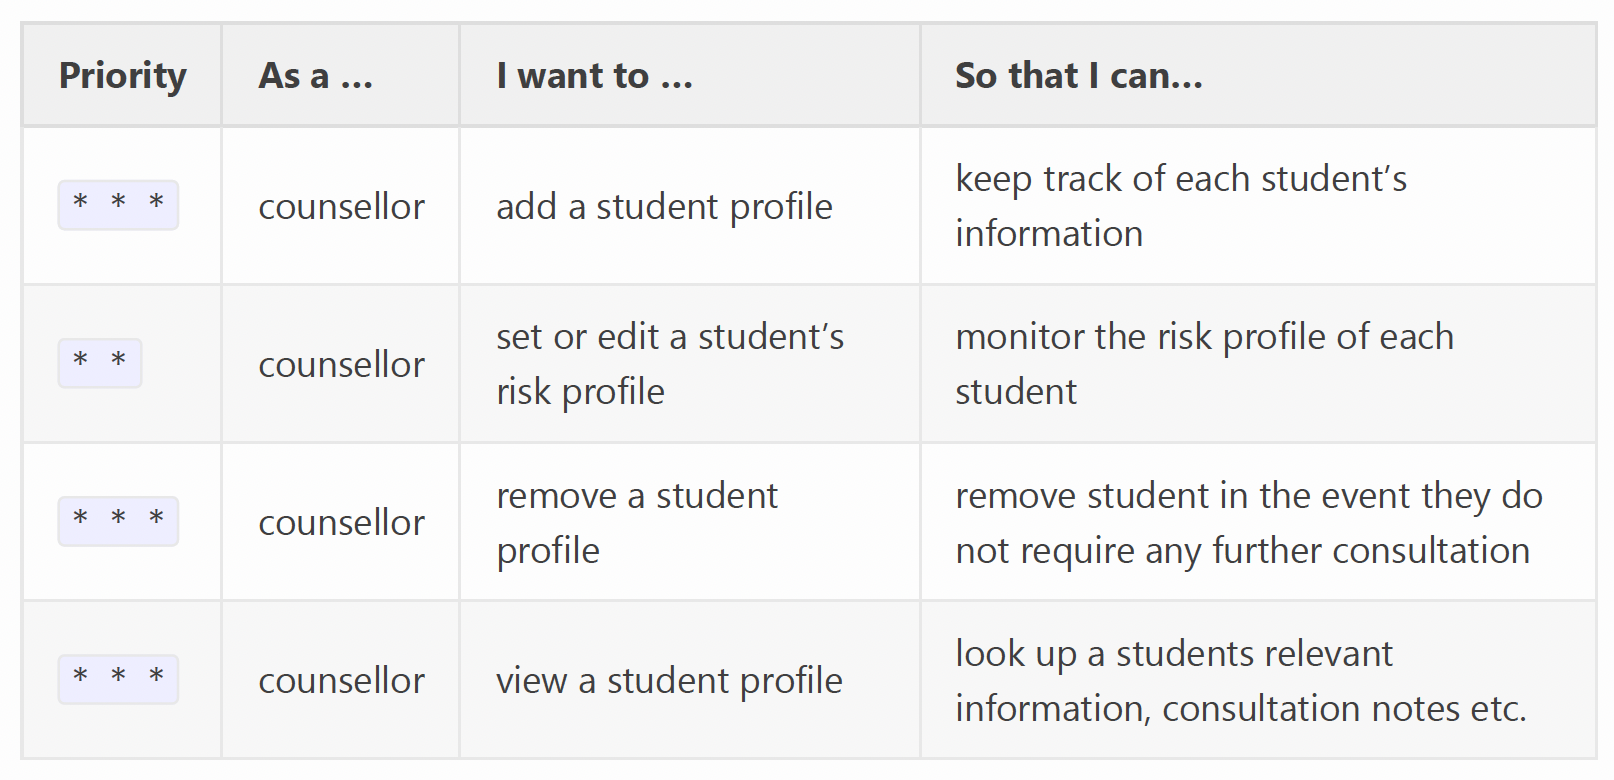 Priority As a ... I want to ... So that I can...
* * * counsellor add a student profile keep track of each student’s
information
* * counsellor set or edit a student’s monitor the risk profile of each
risk profile student
* * * counsellor remove a student remove student in the event they do
profile not require any further consultation
* * * counsellor view a student profile look up a students relevant
information, consultation notes etc.